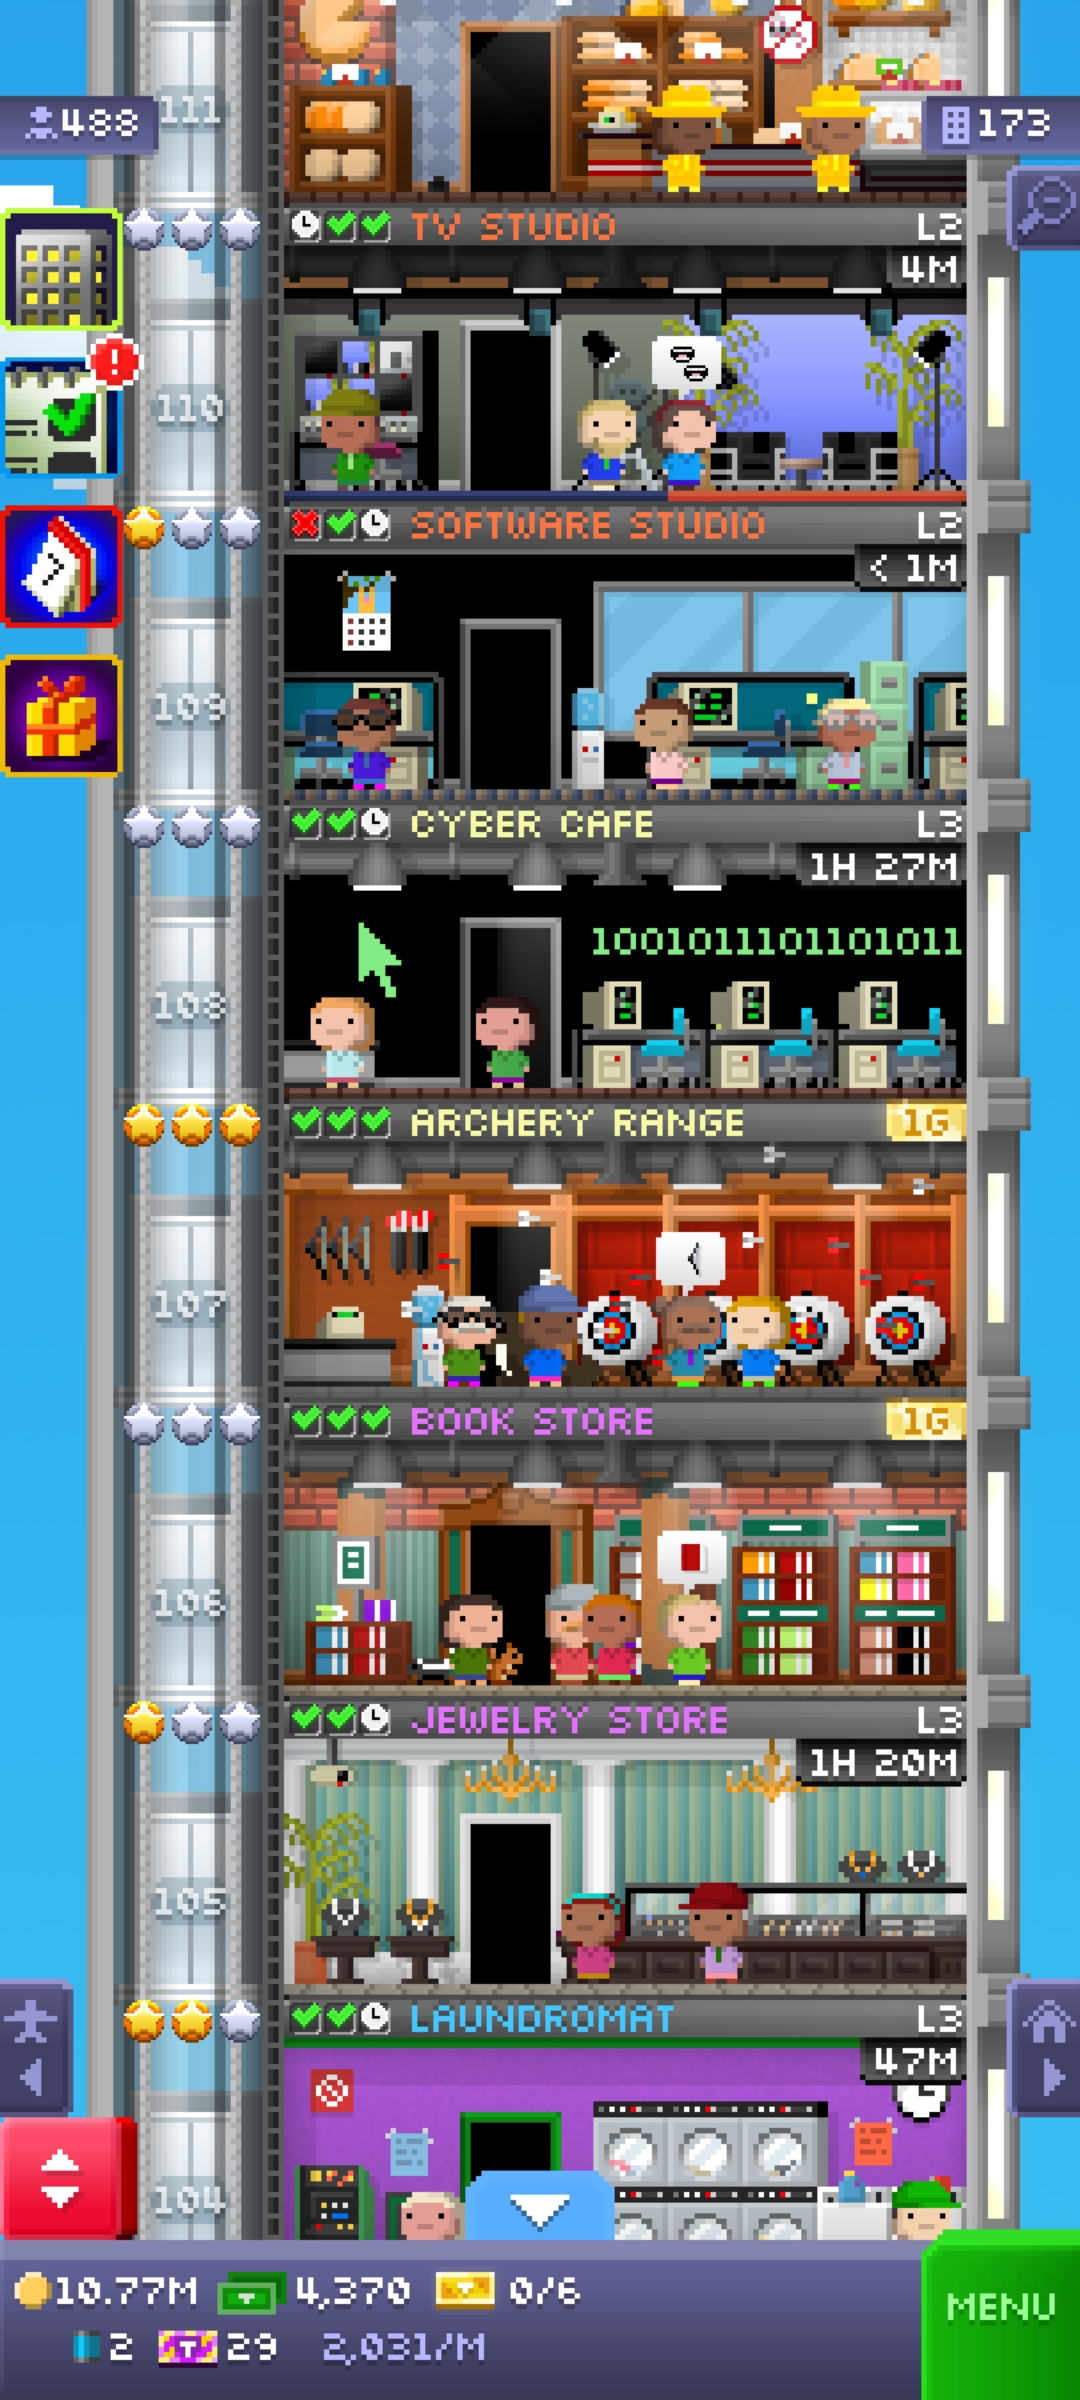 111
488
173
TV STUDIO L2
4M
110
SOFTWARE STUDIO L2
< 1M
7
109
CYBER CAFE L3
1H 27M
1001011101101011
108
ARCHERY RANGE 1G
107
BOOK STORE 1G
106
JEWELRY STORE L3
1H 20M
105
LAUNDROMAT L3
47M
104
10.77M 4,370 0/6
MENU
2 T 29 2,031/M